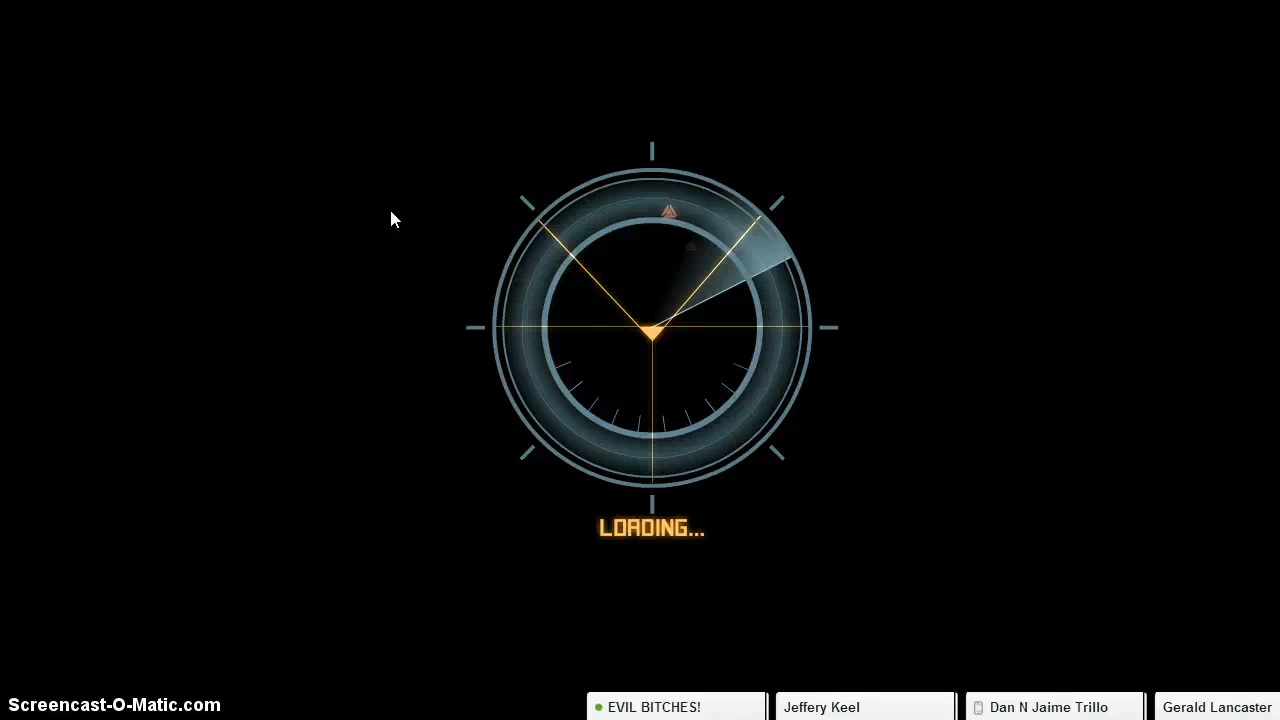 LOADING...
Screencast-O-Matic.com
EVIL BITCHES!
Jeffery Keel
Dan N Jaime Trillo
Gerald Lancaster